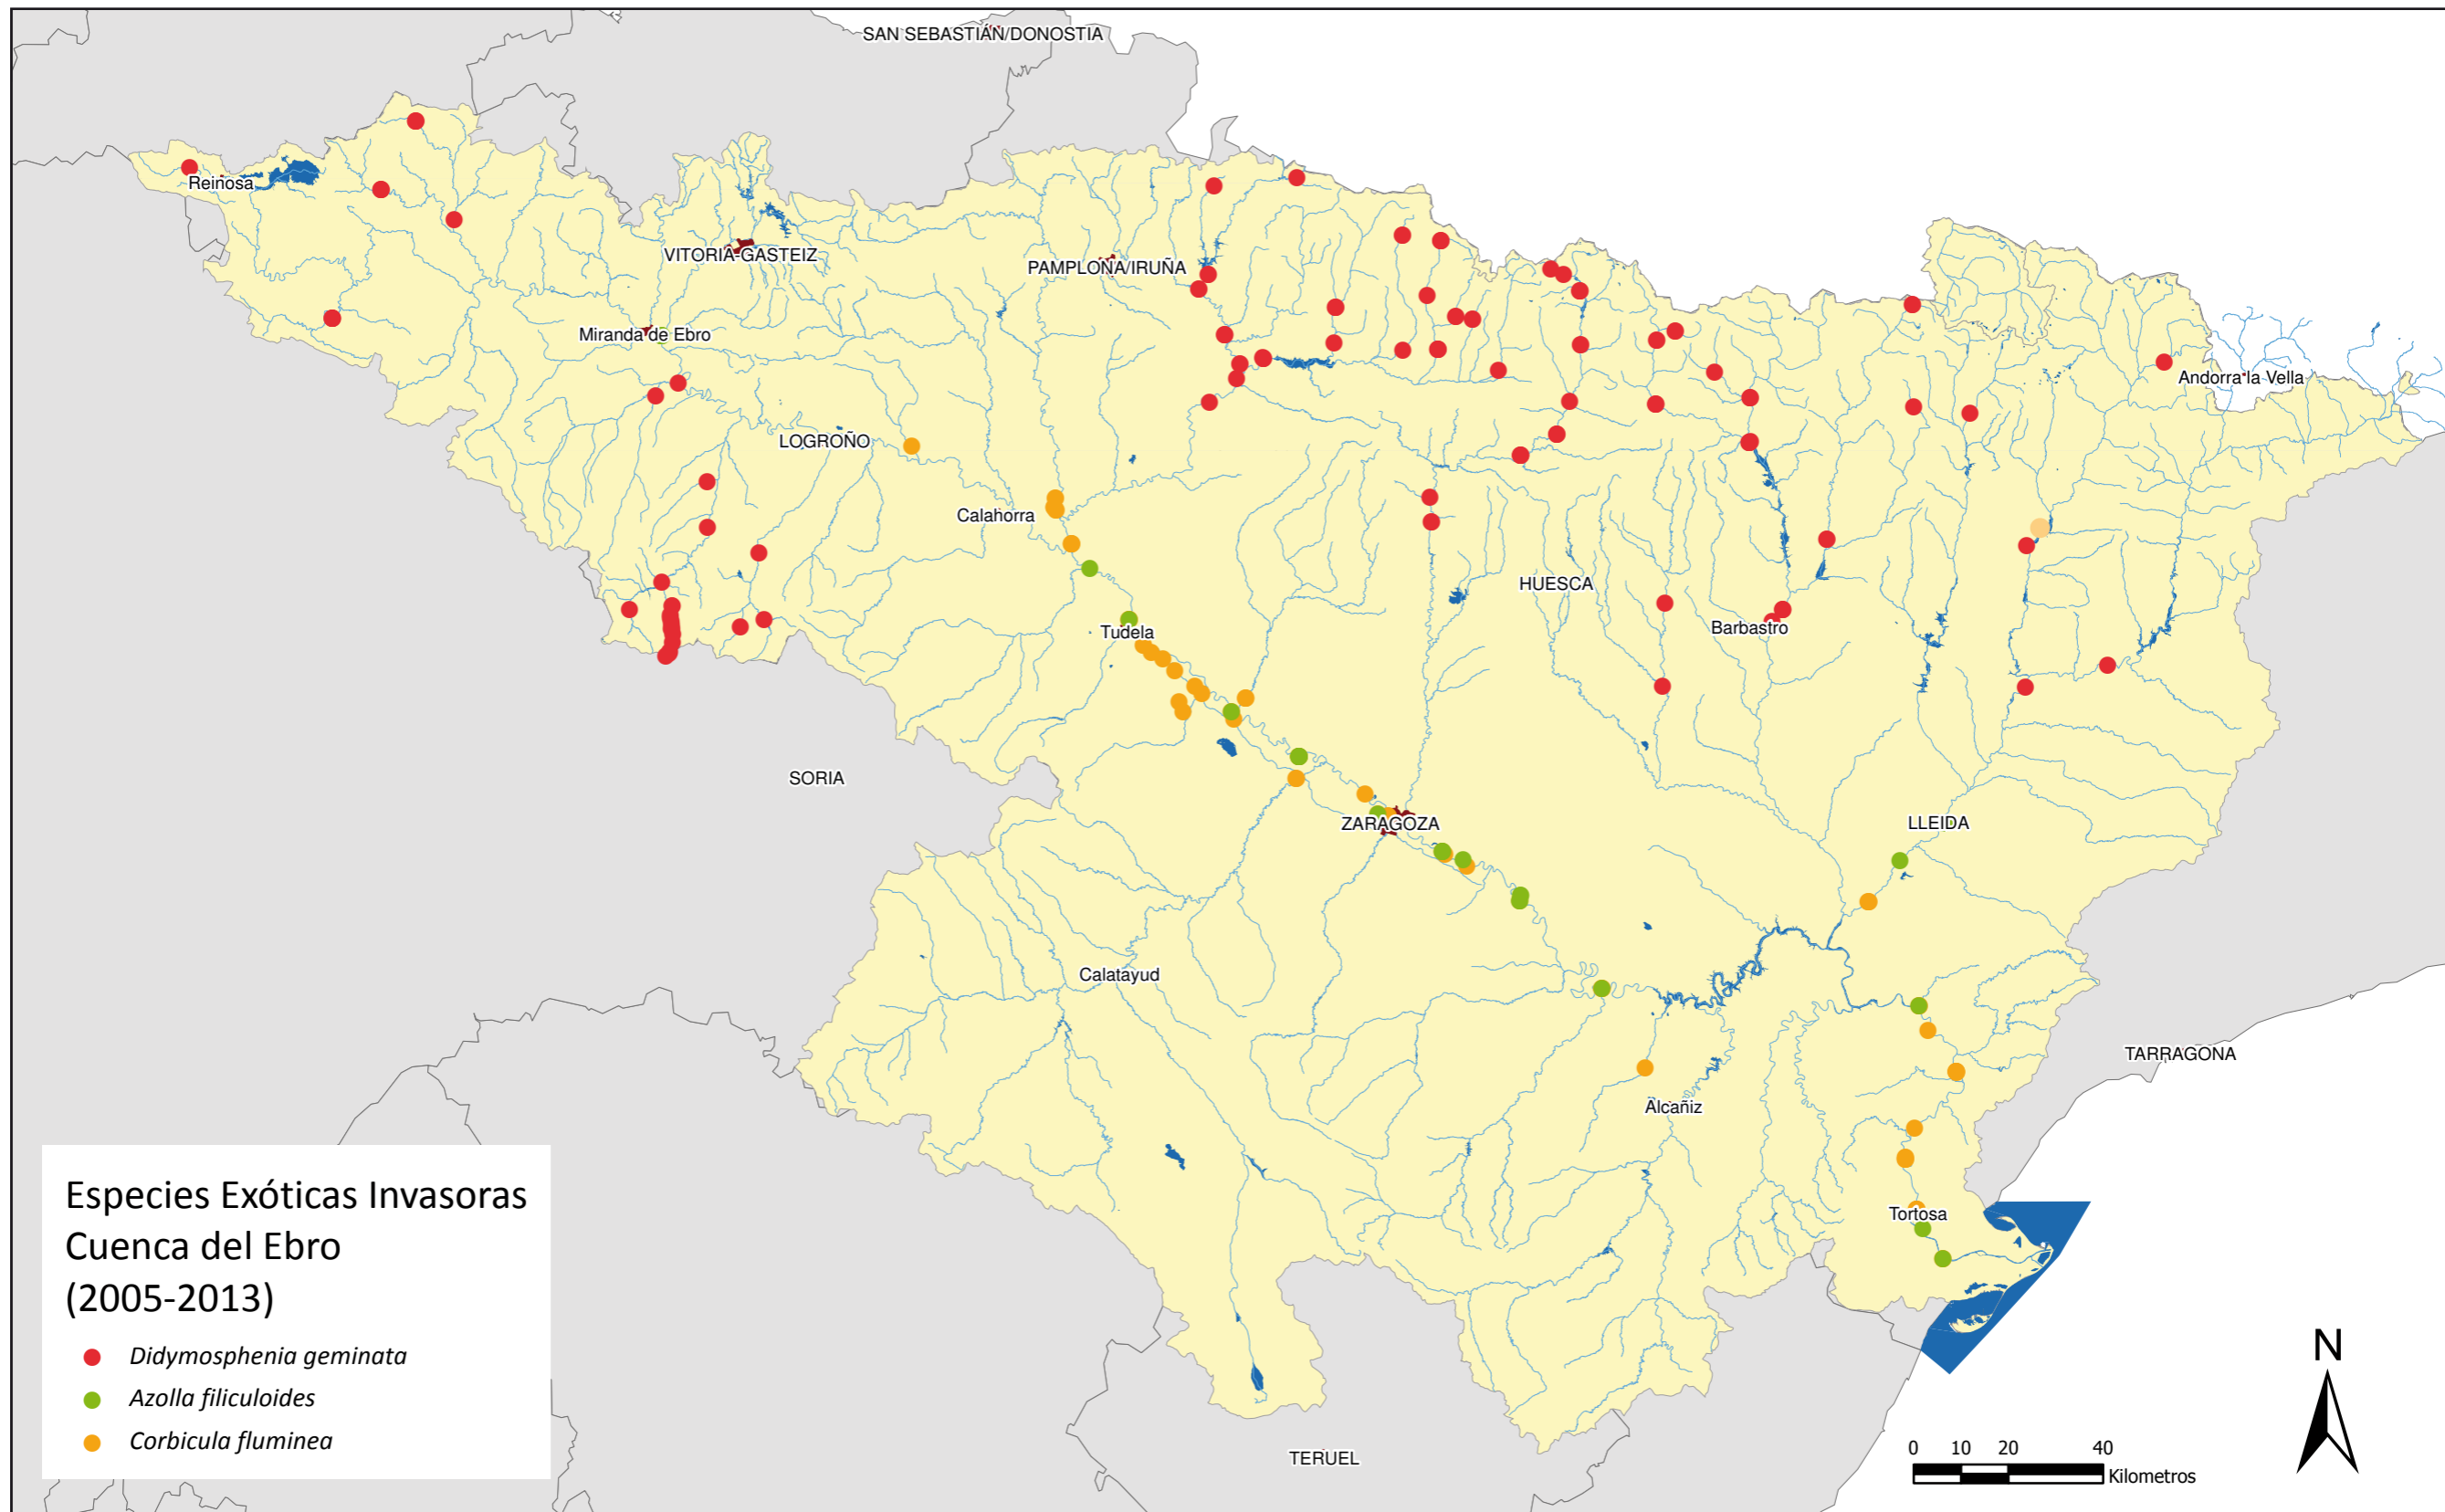 SAN SEBASTIÁN/DONOSTIA
Reinosa
VITORIA-GASTEIZ
PAMPLONA/IRUÑA
Miranda de Ebro
Andorra la Vella
LOGROÑO
Calahorra
HUESCA
Barbastro
Tudela
SORIA
ZARAGOZA
LLEIDA
Calatayud
TARRAGONA
Alcañiz
Tortosa
TERUEL
Especies Exóticas Invasoras
Cuenca del Ebro
(2005-2013)
Didymosphenia geminata
Azolla filiculoides
Corbicula fluminea
N
0 10 20 40
Kilometros